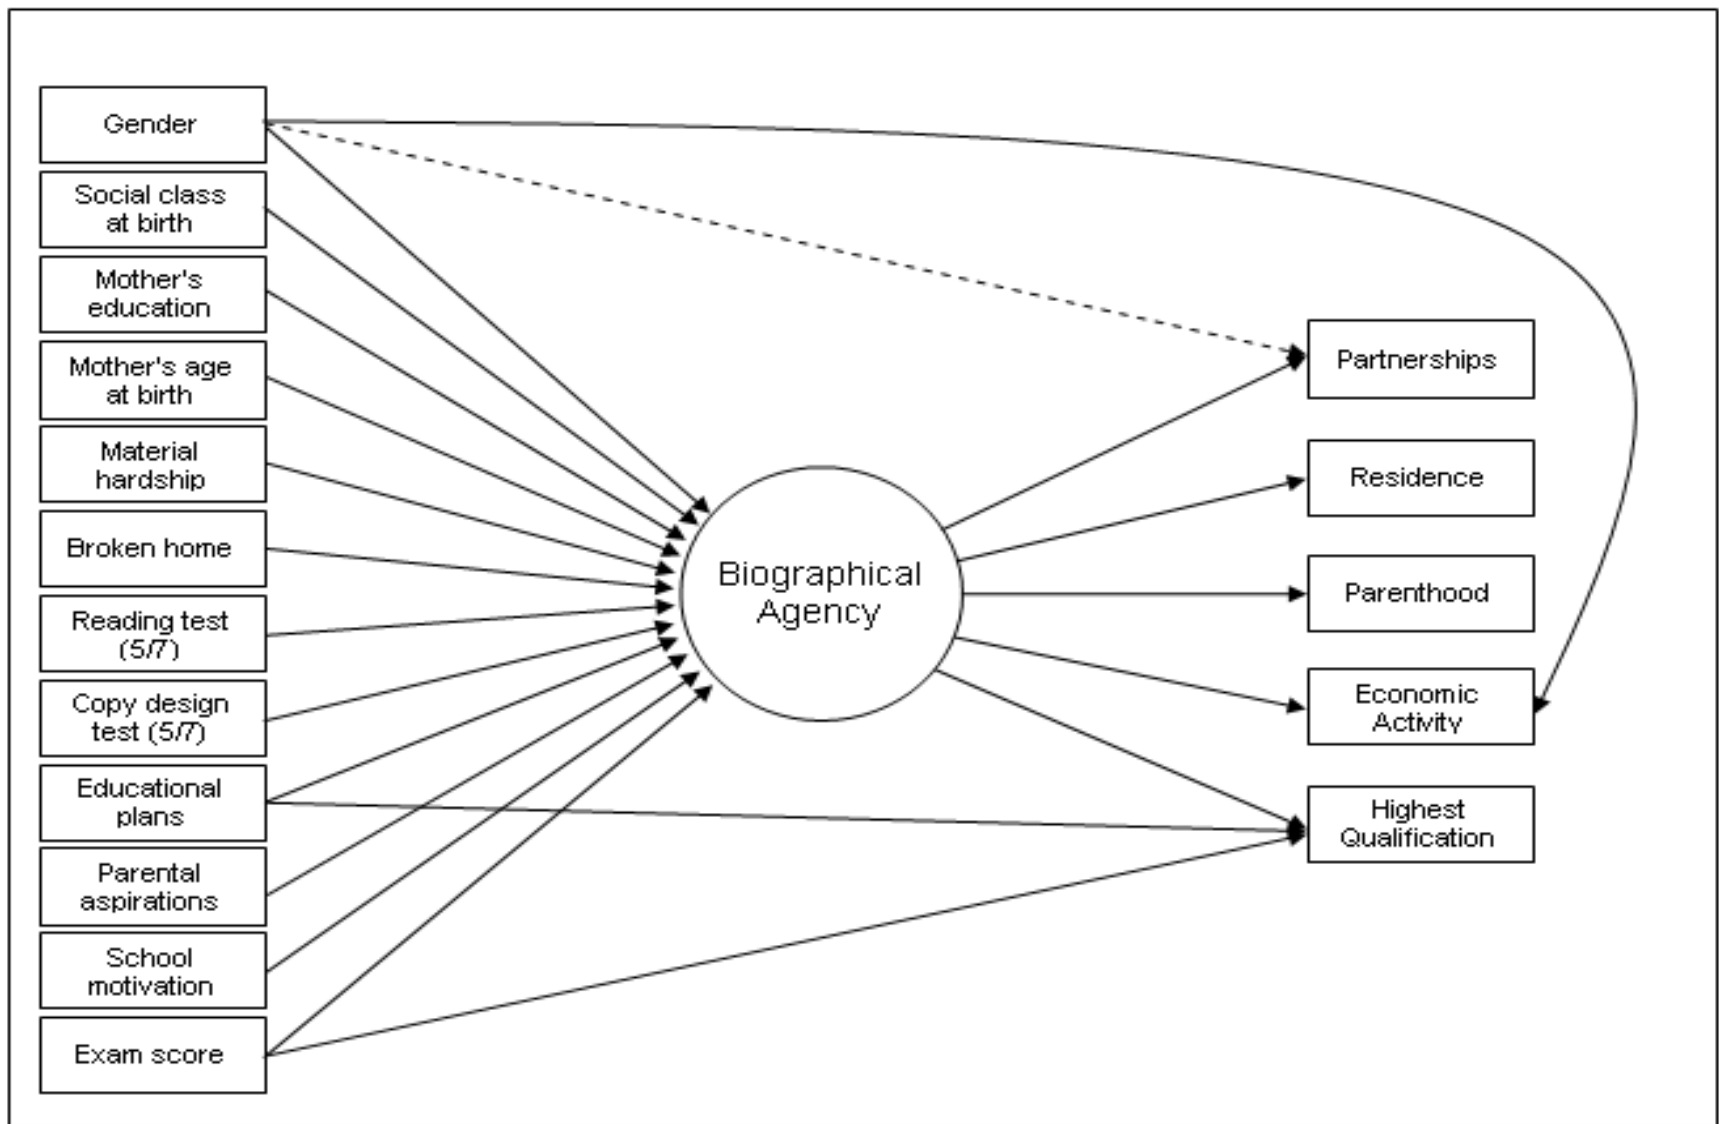 Gender
Social class
at birth
Mother's
education
Mother's age
at birth
Material
hardship
Broken home
Reading test
(5/7)
Copy design
test (5/7)
Educational
plans
Parental
aspirations
School
motivation
Exam score
Biographical
Agency
Partnerships
Residence
Parenthood
Economic
Activity
Highest
Qualification